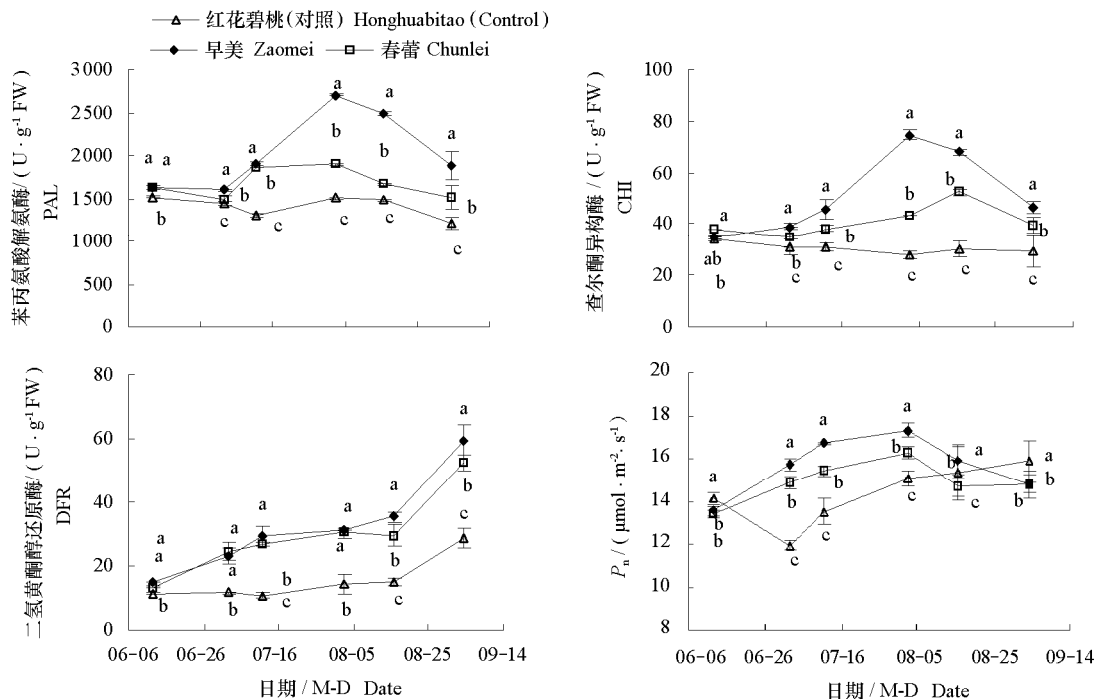 红花碧桃(对照) Honghuabitao (Control)
早美 Zaomei 春蕾 Chunlei
苯丙氨酸解氨酶/(U·g⁻¹FW)
PAL
3 000
2 500
2000
1 500
1000
500
0
a a a a a a a
b b b b b b
c c c c c
查尔酮异构酶/(U·g⁻¹FW)
CHI
100
80
60
40
20
0
a a a a a a
ab b b b b b b
c c c c c
二氢黄酮醇还原酶/(U·g⁻¹FW)
DFR
80
60
40
20
0
a a a a a a a a
b b b b b b
c c c
06-06 06-26 07-16 08-05 08-25 09-14
日期/M-D Date
Pₙ/(μmol·m⁻²·s⁻¹)
20
18
16
14
12
10
8
a a a a a a
b b b b b b b b
c c c c
06-06 06-26 07-16 08-05 08-25 09-14
日期/M-D Date